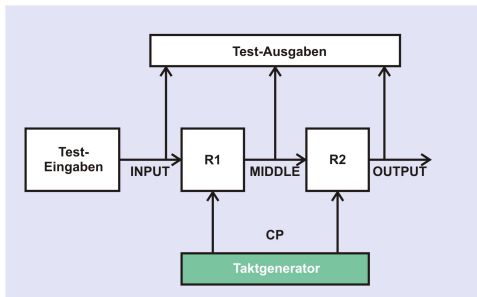 Test-Ausgaben
Test-
Eingaben
INPUT
R1
MIDDLE
R2
OUTPUT
CP
Taktgenerator